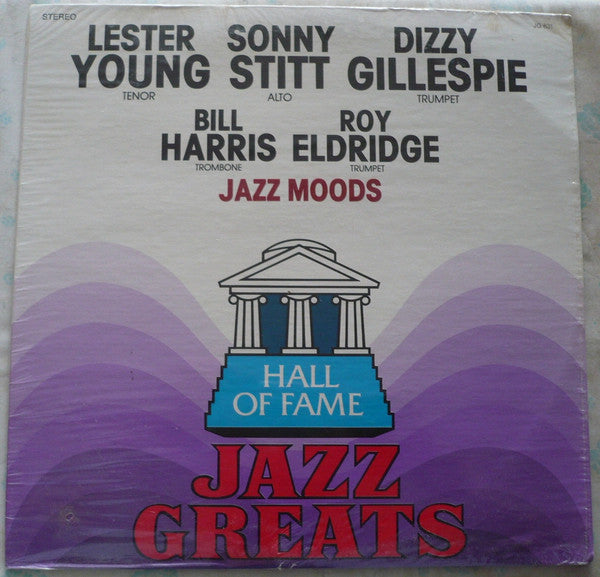 STEREO
LESTER SONNY DIZZY
YOUNG STITT GILLESPIE
TENOR ALTO TRUMPET
BILL ROY
HARRIS ELDRIDGE
TROMBONE TRUMPET
JAZZ MOODS
HALL
OF FAME
JAZZ
GREATS